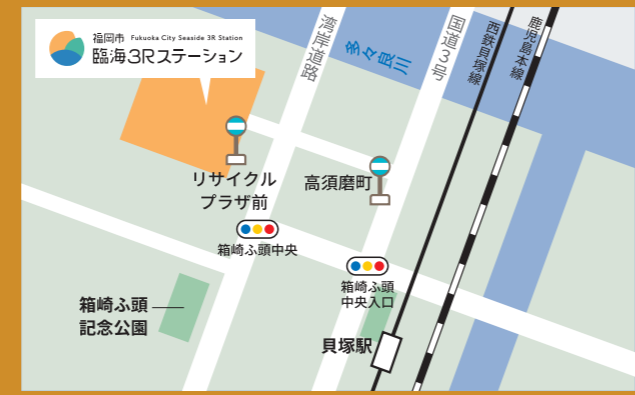 福岡市 Fukuoka City Seaside 3R Station
臨海3Rステーション
湾岸道路
多々良川
国道3号
西鉄貝塚線
鹿児島本線
リサイクル
プラザ前
高須磨町
箱崎ふ頭中央
箱崎ふ頭
中央入口
箱崎ふ頭
記念公園
貝塚駅